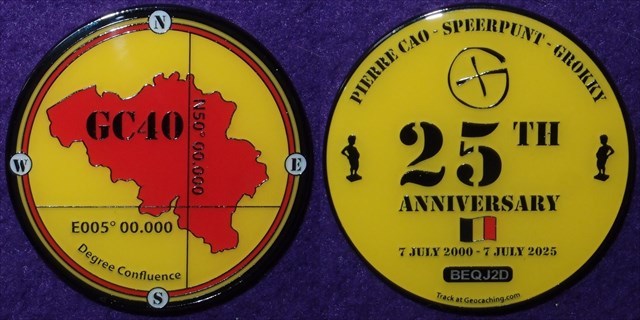 N
GC40
N50° 00.000
W
E
E005° 00.000
Degree Confluence
S
PIERRE CAO - SPEERPUNT - GROKKY
25TH
ANNIVERSARY
7 JULY 2000 - 7 JULY 2025
BEQJ2D
Track at Geocaching.com